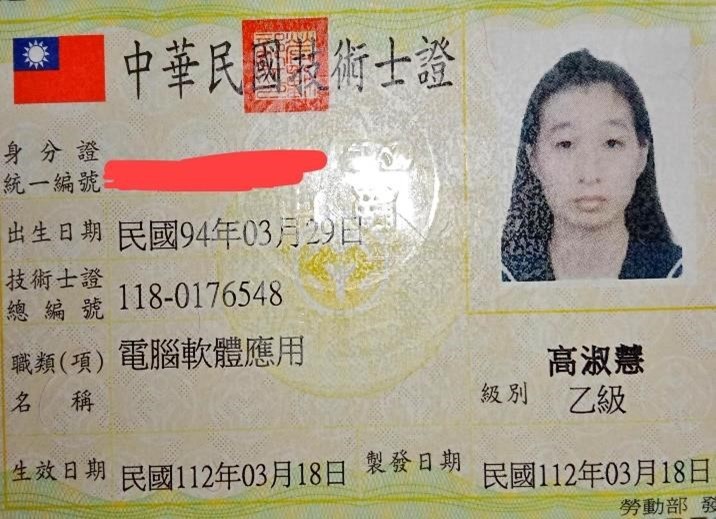 中華民國技術士證
身分證
統一編號
出生日期 民國94年03月29日
技術士證
總編號 118-0176548
職類(項)
名稱 電腦軟體應用
高淑慧
級別 乙級
生效日期 民國112年03月18日
製發日期 民國112年03月18日
勞動部